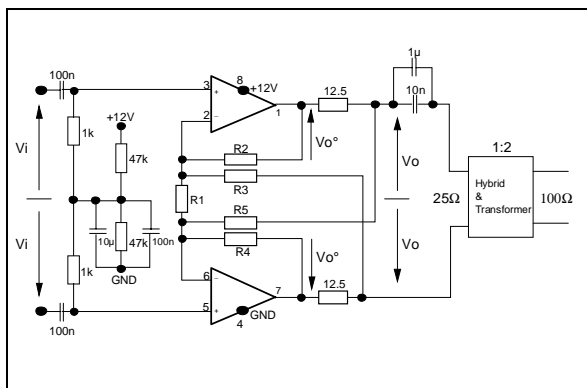 1µ
100n
3
8
+12V
+
12.5
10n
2
–
1
+12V
1k
R2
Vo°
1:2
Vi
47k
R3
Vo
R1
25Ω
Hybrid
&
Transformer
100Ω
R5
10µ
47k
100n
R4
Vi
Vo°
Vo
1k
GND
6
–
7
12.5
5
+
GND
4
100n